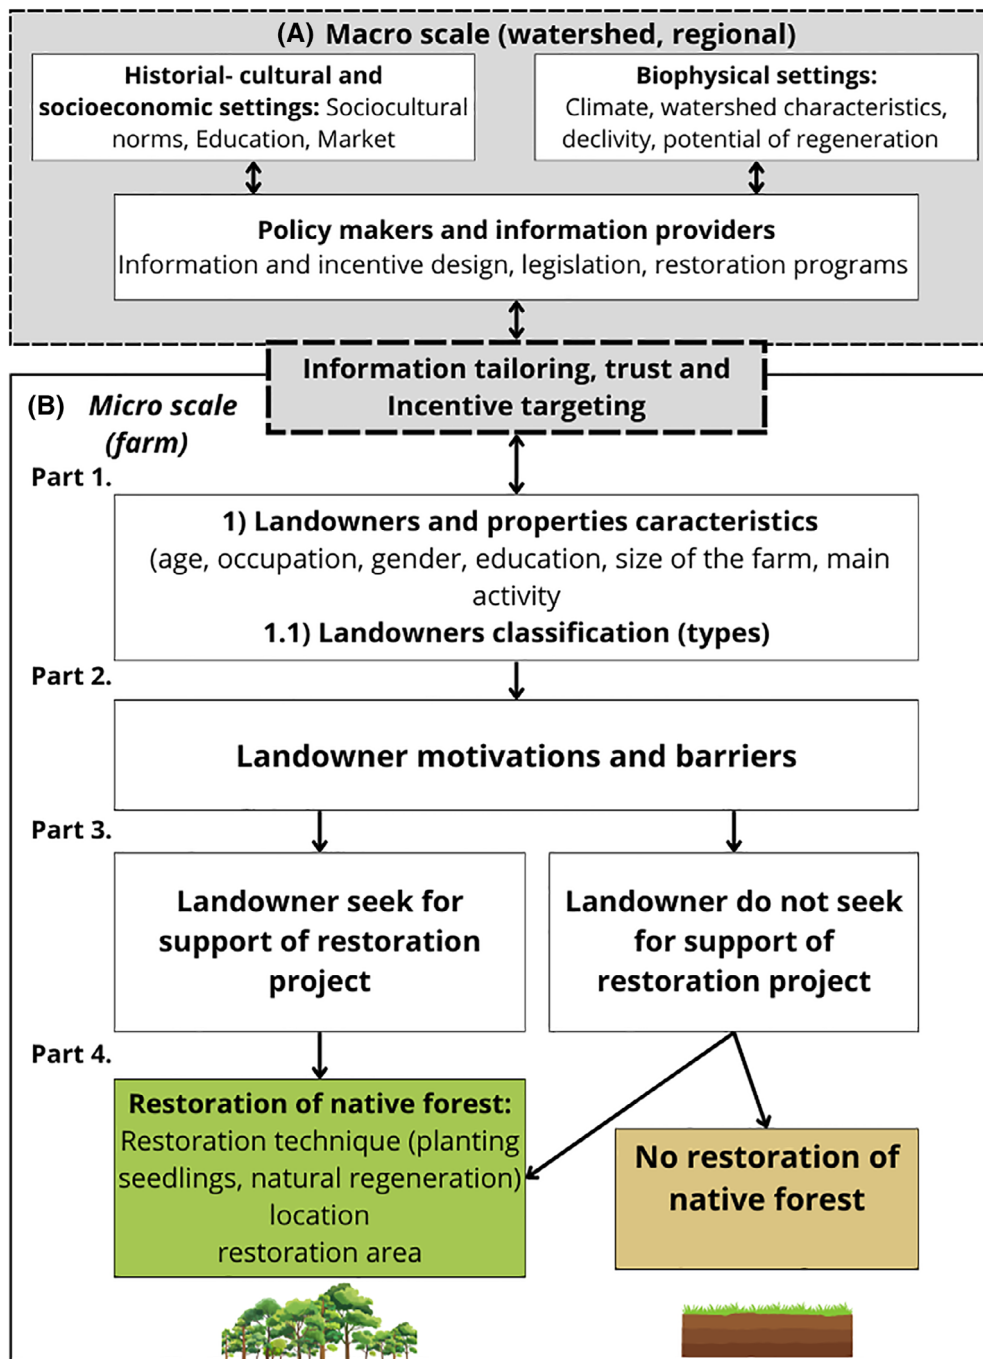 (A) Macro scale (watershed, regional)
Historial- cultural and
socioeconomic settings: Sociocultural
norms, Education, Market
Biophysical settings:
Climate, watershed characteristics,
declivity, potential of regeneration
Policy makers and information providers
Information and incentive design, legislation, restoration programs
Information tailoring, trust and
Incentive targeting
(B) Micro scale
(farm)
Part 1.
1) Landowners and properties caracteristics
(age, occupation, gender, education, size of the farm, main
activity
1.1) Landowners classification (types)
Part 2.
Landowner motivations and barriers
Part 3.
Landowner seek for
support of restoration
project
Landowner do not seek
for support of
restoration project
Part 4.
Restoration of native forest:
Restoration technique (planting
seedlings, natural regeneration)
location
restoration area
No restoration of
native forest